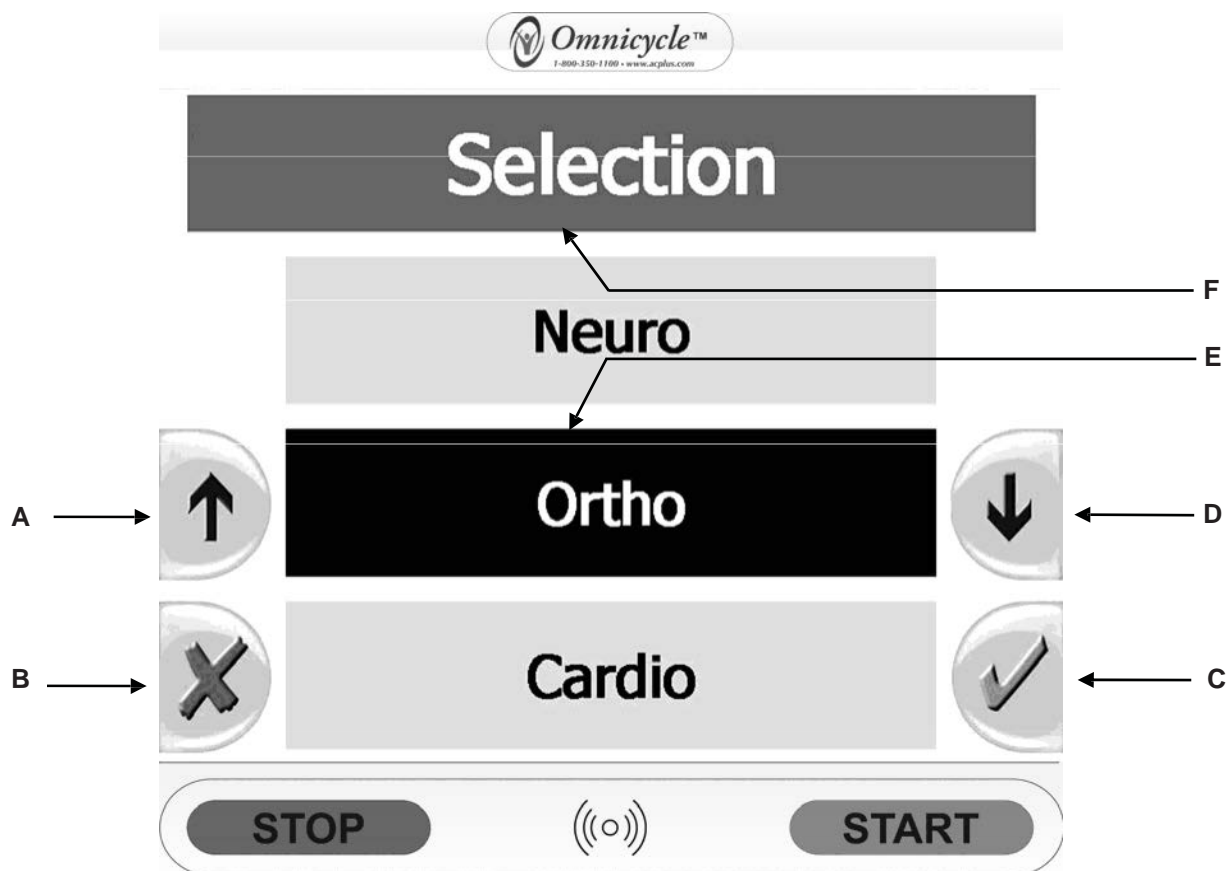 Omnicycle™
1-800-350-1100 • www.acplus.com
Selection
F
Neuro
E
A
Ortho
D
B
Cardio
C
STOP
START